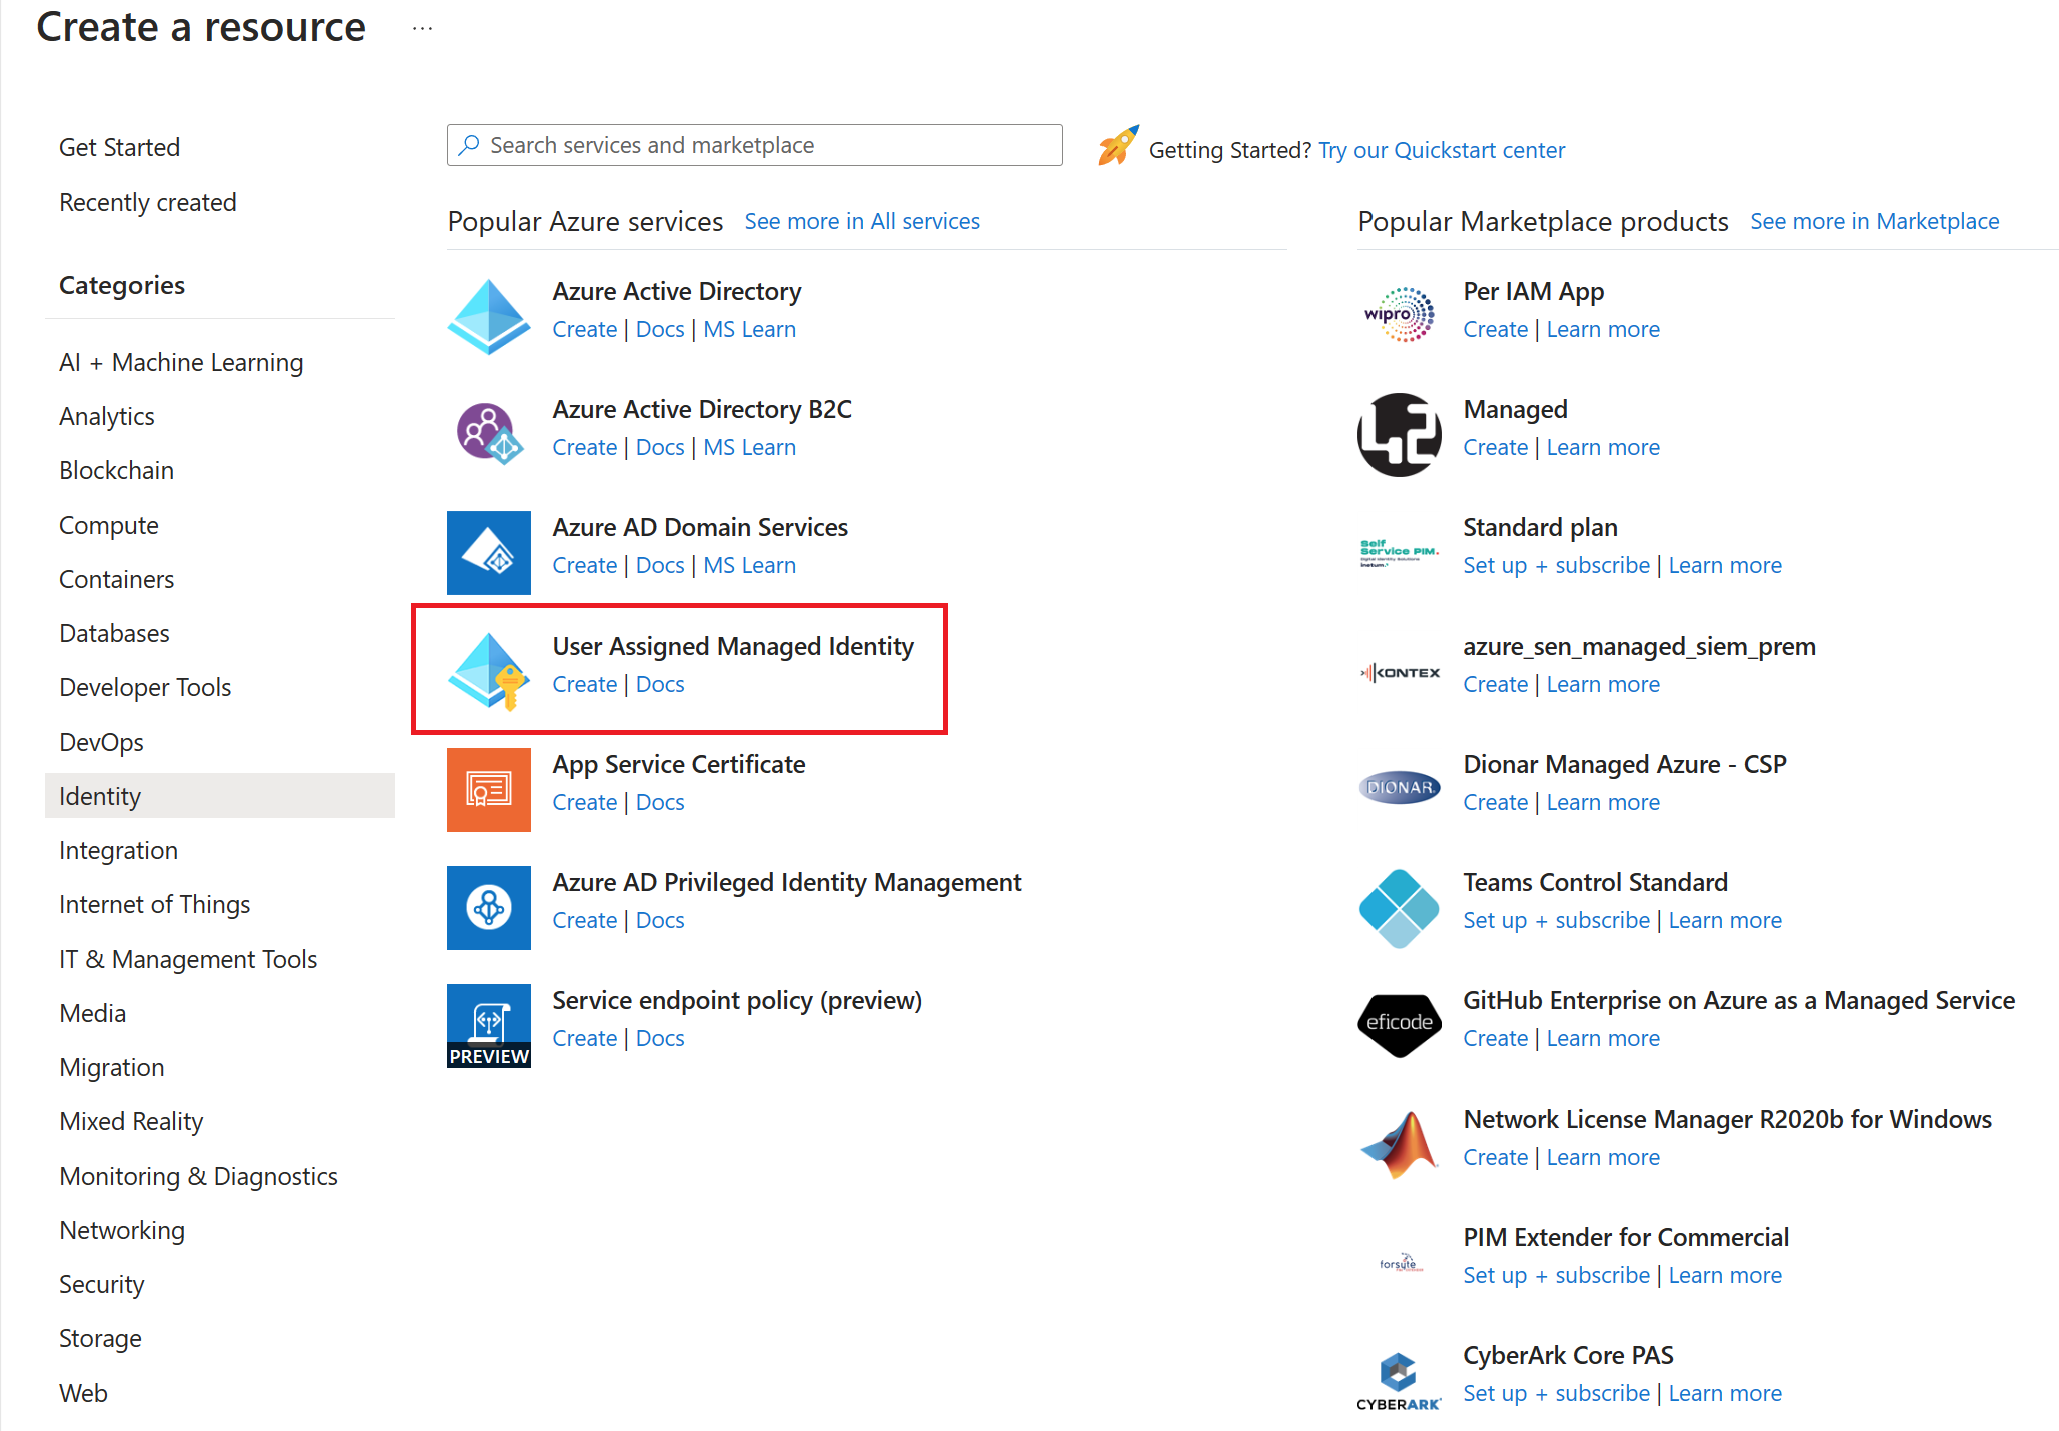 Create a resource ···
Get Started
Recently created
Categories
AI + Machine Learning
Analytics
Blockchain
Compute
Containers
Databases
Developer Tools
DevOps
Identity
Integration
Internet of Things
IT & Management Tools
Media
Migration
Mixed Reality
Monitoring & Diagnostics
Networking
Security
Storage
Web
Search services and marketplace
Getting Started? Try our Quickstart center
Popular Azure services See more in All services
Azure Active Directory
Create | Docs | MS Learn
Azure Active Directory B2C
Create | Docs | MS Learn
Azure AD Domain Services
Create | Docs | MS Learn
User Assigned Managed Identity
Create | Docs
App Service Certificate
Create | Docs
Azure AD Privileged Identity Management
Create | Docs
PREVIEW
Service endpoint policy (preview)
Create | Docs
Popular Marketplace products See more in Marketplace
wipro
Per IAM App
Create | Learn more
42
Managed
Create | Learn more
Self
Service PIM.
Digital Identity Solutions
inetum.
Standard plan
Set up + subscribe | Learn more
KONTEX
azure_sen_managed_siem_prem
Create | Learn more
DIONAR
Dionar Managed Azure - CSP
Create | Learn more
Teams Control Standard
Set up + subscribe | Learn more
eficode
GitHub Enterprise on Azure as a Managed Service
Create | Learn more
Network License Manager R2020b for Windows
Create | Learn more
forsyte
PIM Extender for Commercial
Set up + subscribe | Learn more
CYBERARK
CyberArk Core PAS
Set up + subscribe | Learn more